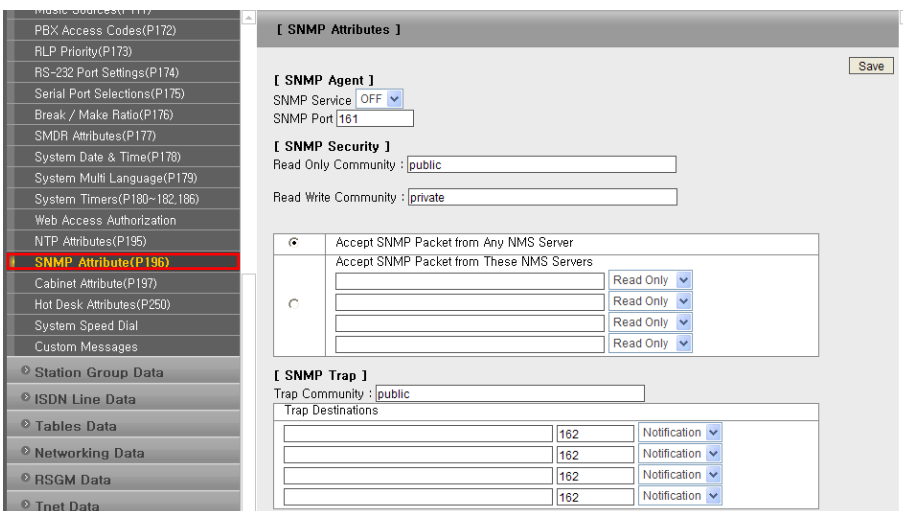 PBX Access Codes(P172)
RLP Priority(P173)
RS-232 Port Settings(P174)
Serial Port Selections(P175)
Break / Make Ratio(P176)
SMDR Attributes(P177)
System Date & Time(P178)
System Multi Language(P179)
System Timers(P180~182,186)
Web Access Authorization
NTP Attributes(P195)
SNMP Attribute(P196)
Cabinet Attribute(P197)
Hot Desk Attributes(P250)
System Speed Dial
Custom Messages
Station Group Data
ISDN Line Data
Tables Data
Networking Data
RSGM Data
Tnet Data
[ SNMP Attributes ]
Save
[ SNMP Agent ]
SNMP Service OFF
SNMP Port 161
[ SNMP Security ]
Read Only Community : public
Read Write Community : private
Accept SNMP Packet from Any NMS Server
Accept SNMP Packet from These NMS Servers
Read Only
Read Only
Read Only
Read Only
[ SNMP Trap ]
Trap Community : public
Trap Destinations
162 Notification
162 Notification
162 Notification
162 Notification